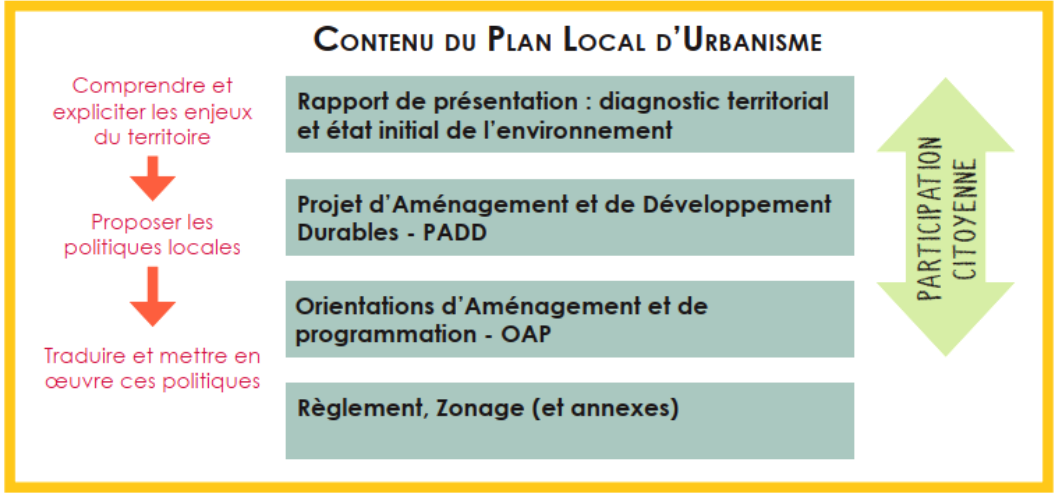 CONTENU DU PLAN LOCAL D'URBANISME
Comprendre et
expliciter les enjeux
du territoire
Rapport de présentation : diagnostic territorial
et état initial de l'environnement
Proposer les
politiques locales
Projet d'Aménagement et de Développement
Durables - PADD
Orientations d'Aménagement et de
programmation - OAP
Traduire et mettre en
œuvre ces politiques
Règlement, Zonage (et annexes)
PARTICIPATION
CITOYENNE